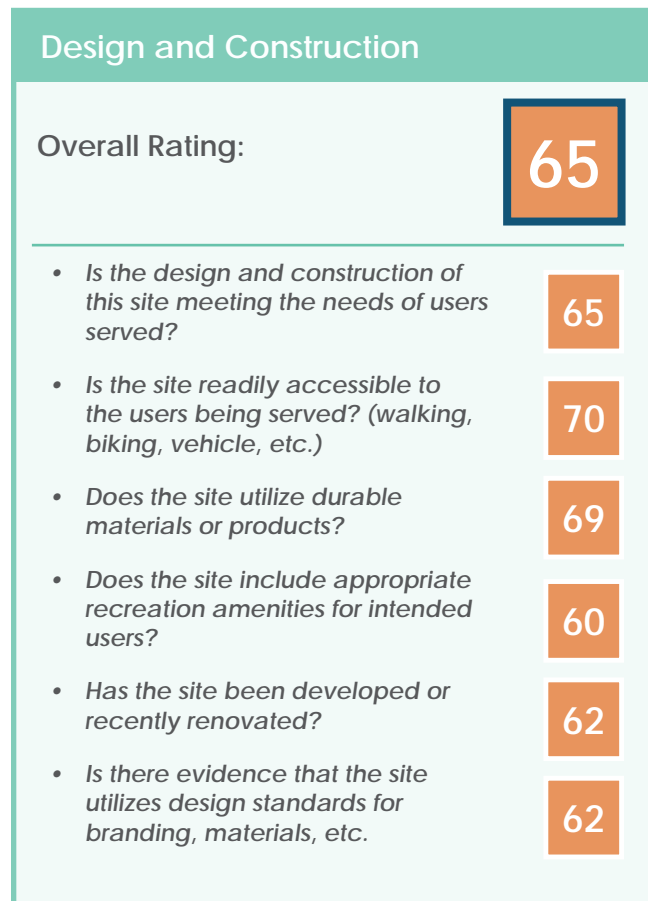 Design and Construction
Overall Rating:
65
• Is the design and construction of
this site meeting the needs of users
served?
65
• Is the site readily accessible to
the users being served? (walking,
biking, vehicle, etc.)
70
• Does the site utilize durable
materials or products?
69
• Does the site include appropriate
recreation amenities for intended
users?
60
• Has the site been developed or
recently renovated?
62
• Is there evidence that the site
utilizes design standards for
branding, materials, etc.
62